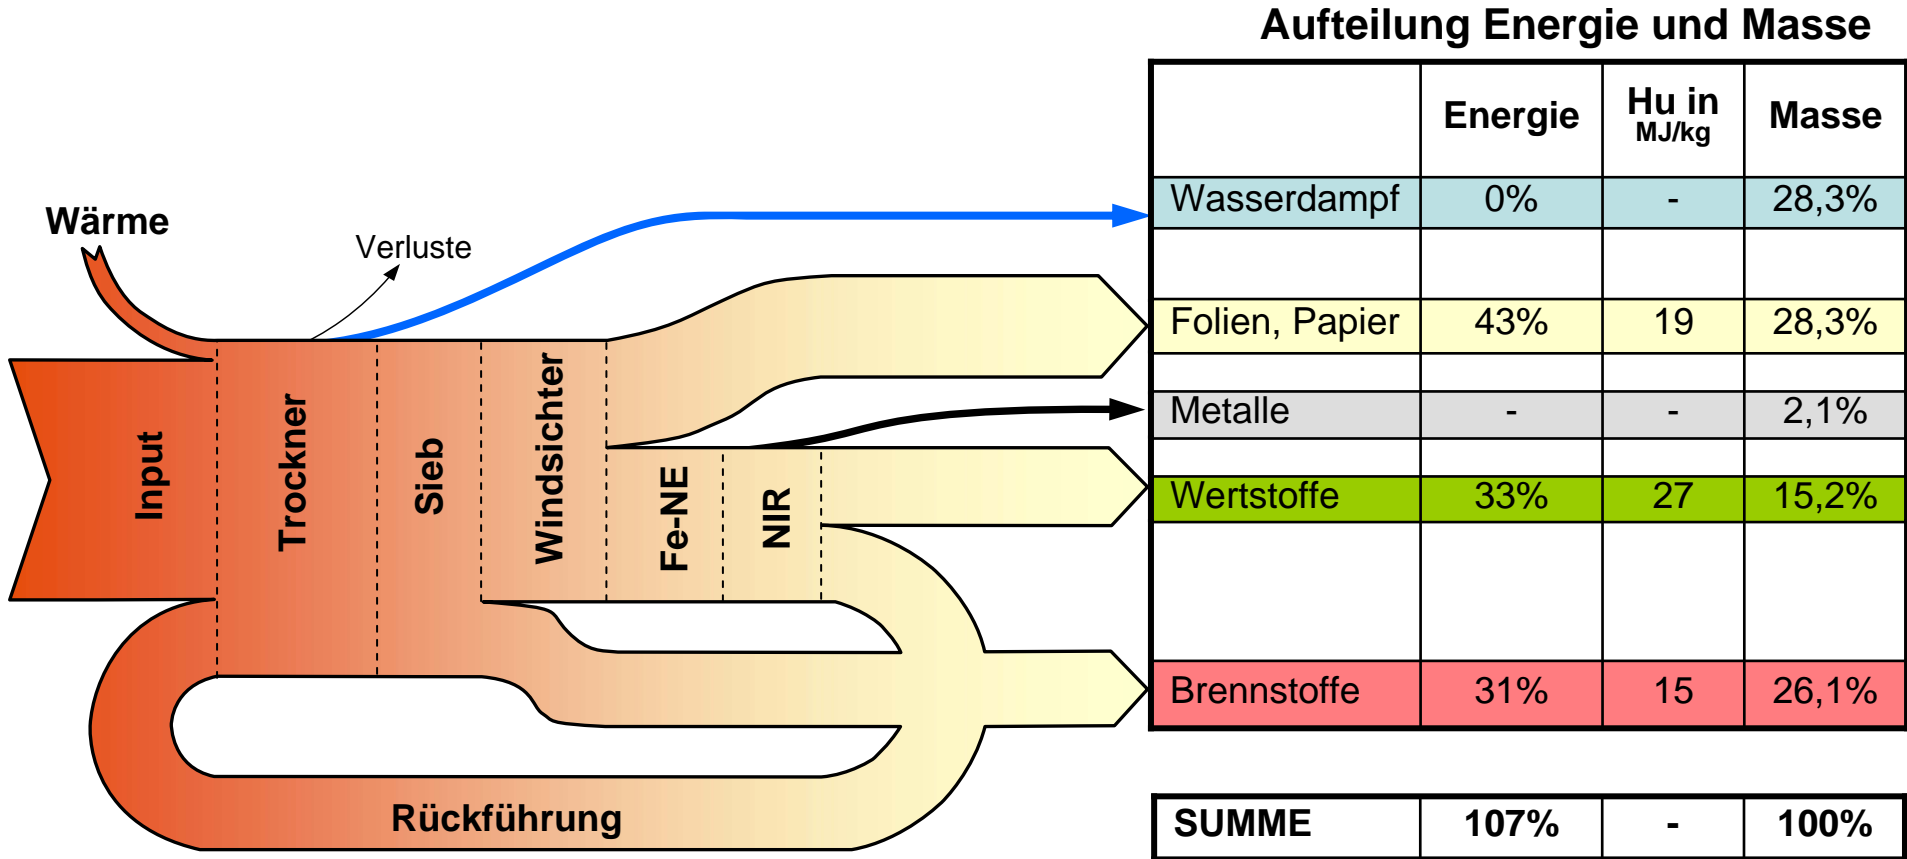 Aufteilung Energie und Masse
Energie Hu in MJ/kg Masse
Wasserdampf 0% - 28,3%
Folien, Papier 43% 19 28,3%
Metalle - - 2,1%
Wertstoffe 33% 27 15,2%
Brennstoffe 31% 15 26,1%
SUMME 107% - 100%
Wärme
Verluste
Input
Trockner
Sieb
Windsichter
Fe-NE
NIR
Rückführung